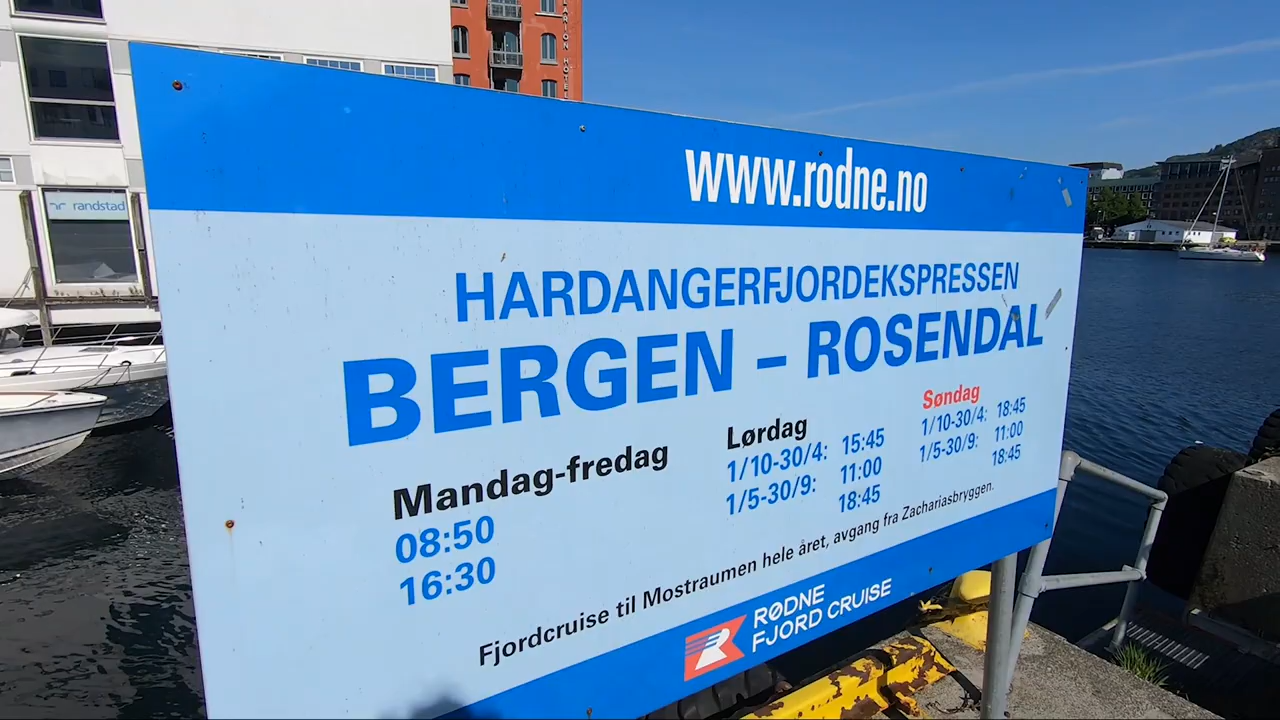 CLARION HOTEL
randstad
www.rodne.no
HARDANGERFJORDEKSPRESSEN
BERGEN – ROSENDAL
Mandag-fredag
08:50
16:30
Lørdag
1/10-30/4: 15:45
1/5-30/9: 11:00
18:45
Søndag
1/10-30/4: 18:45
1/5-30/9: 11:00
18:45
Fjordcruise til Mostraumen hele året, avgang fra Zachariasbryggen.
RØDNE
FJORD CRUISE